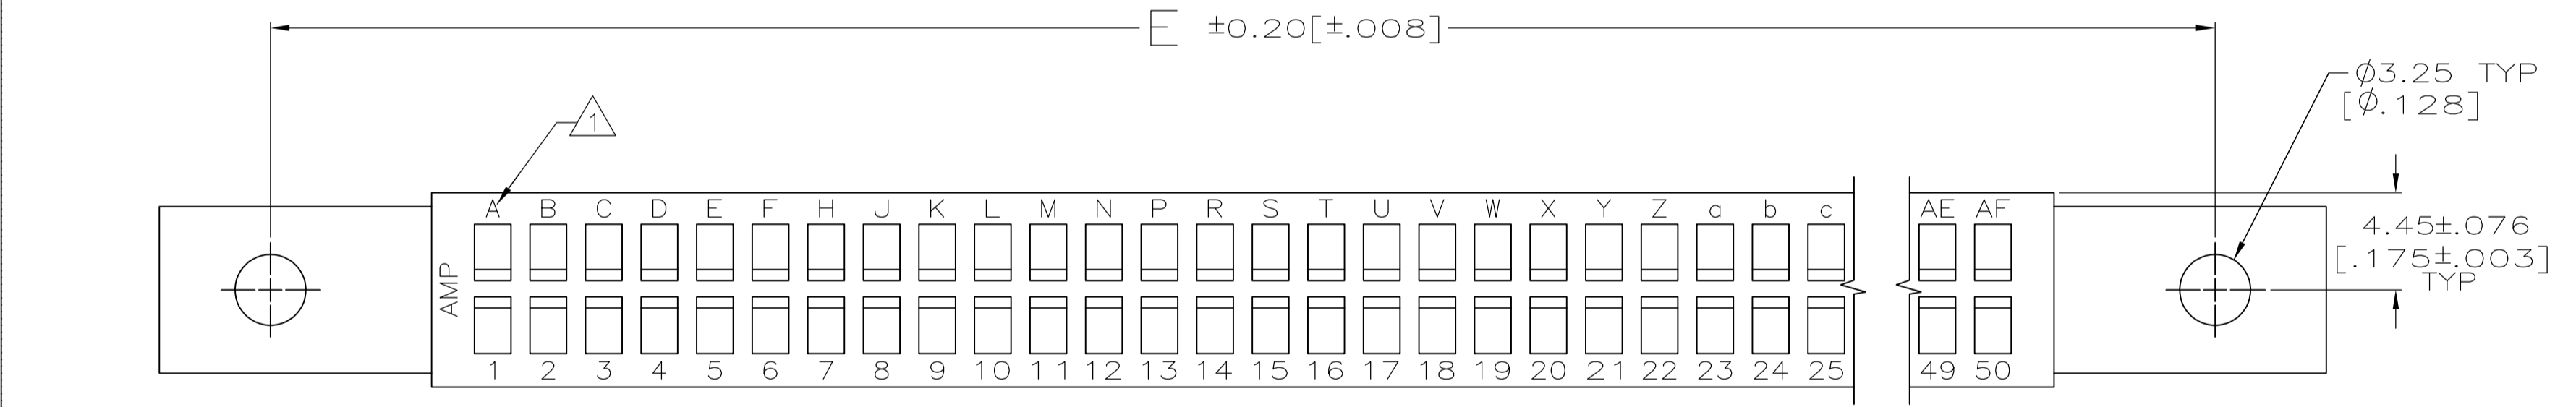 E ±0.20[±.008]
Ø3.25 TYP
[Ø.128]
1
A B C D E F H J K L M N P R S T U V W X Y Z a b c AE AF
4.45±.076
[.175±.003]
TYP
AMP
1 2 3 4 5 6 7 8 9 10 11 12 13 14 15 16 17 18 19 20 21 22 23 24 25 49 50